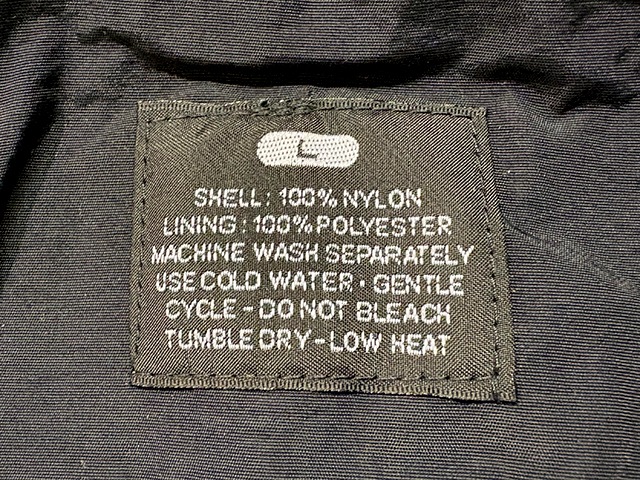 L
SHELL: 100% NYLON
LINING: 100% POLYESTER
MACHINE WASH SEPARATELY
USE COLD WATER · GENTLE
CYCLE - DO NOT BLEACH
TUMBLE DRY - LOW HEAT